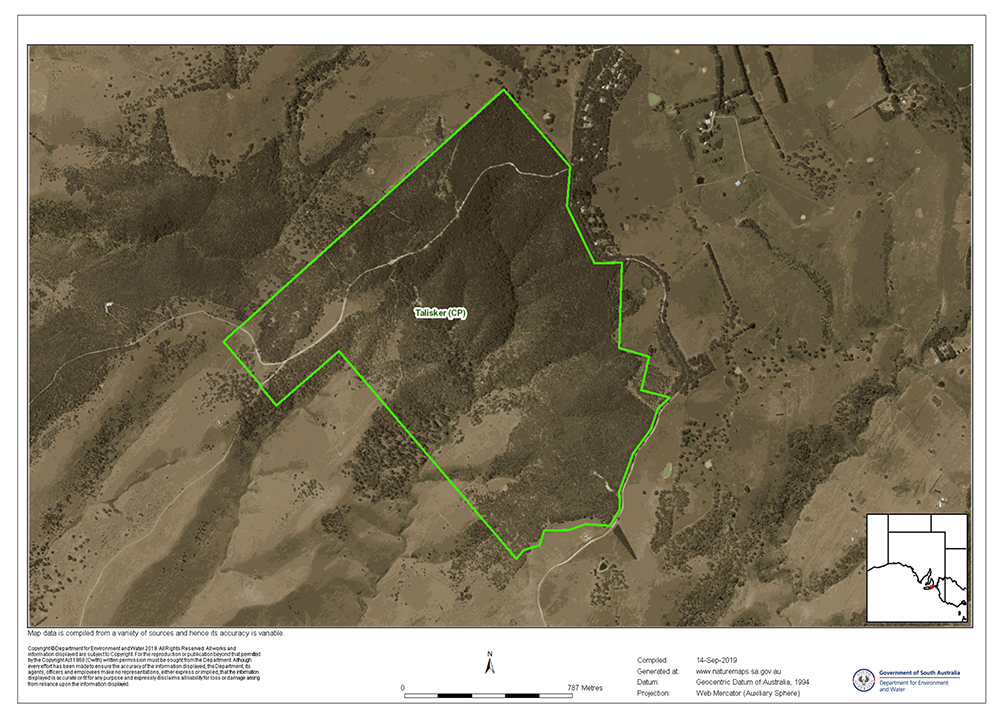 Talisker (CP)
Map data is compiled from a variety of sources and hence its accuracy is variable.
Copyright©Department for Environment and Water 2019. All Rights Reserved. All works and
information displayed are subject to Copyright. For the reproduction or publication beyond that permitted
by the Copyright Act 1968 (Cwlth) written permission must be sought from the Department. Although
every effort has been made to ensure the accuracy of the information displayed, the Department, its
agents, officers and employees make no representations, either express or implied, that the information
displayed is accurate or fit for any purpose and expressly disclaims all liability for loss or damage arising
from reliance upon the information displayed.
N
0 787 Metres
Compiled: 14-Sep-2019
Generated at: www.naturemaps.sa.gov.au
Datum: Geocentric Datum of Australia, 1994
Projection: Web Mercator (Auxiliary Sphere)
Government of South Australia
Department for Environment
and Water